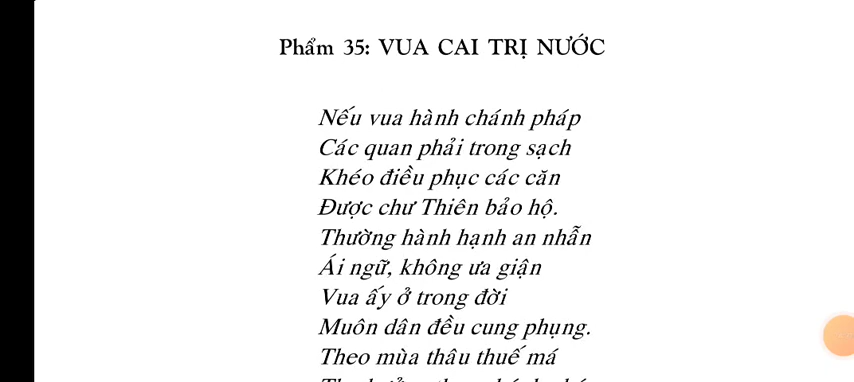 Phẩm 35: VUA CAI TRỊ NƯỚC
Nếu vua hành chánh pháp
Các quan phải trong sạch
Khéo điều phục các căn
Được chư Thiên bảo hộ.
Thường hành hạnh an nhẫn
Ái ngữ, không ưa giận
Vua ấy ở trong đời
Muôn dân đều cung phụng.
Theo mùa thâu thuế má